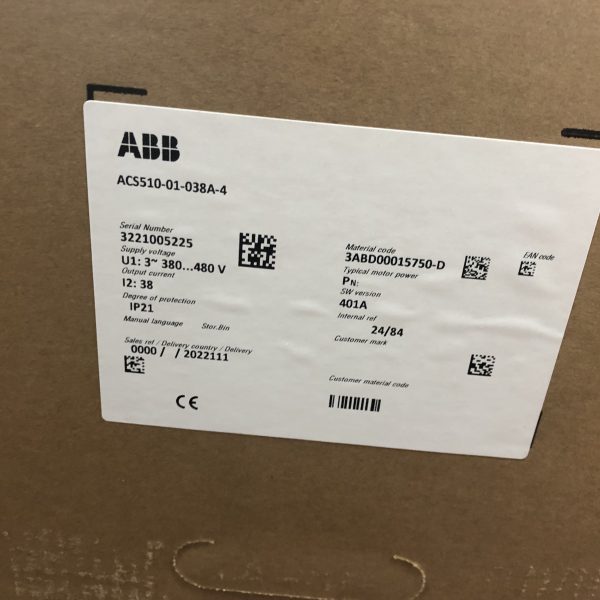 ABB
ACS510-01-038A-4
Serial Number
3221005225
Supply voltage
U1: 3~ 380...480 V
Output current
I2: 38
Degree of protection
IP21
Manual language Stor.Bin
Sales ref / Delivery country / Delivery
0000 / / 2022111
CE
Material code
3ABD00015750-D
EAN code
Typical motor power
PN:
SW version
401A
Internal ref
24/84
Customer mark
Customer material code